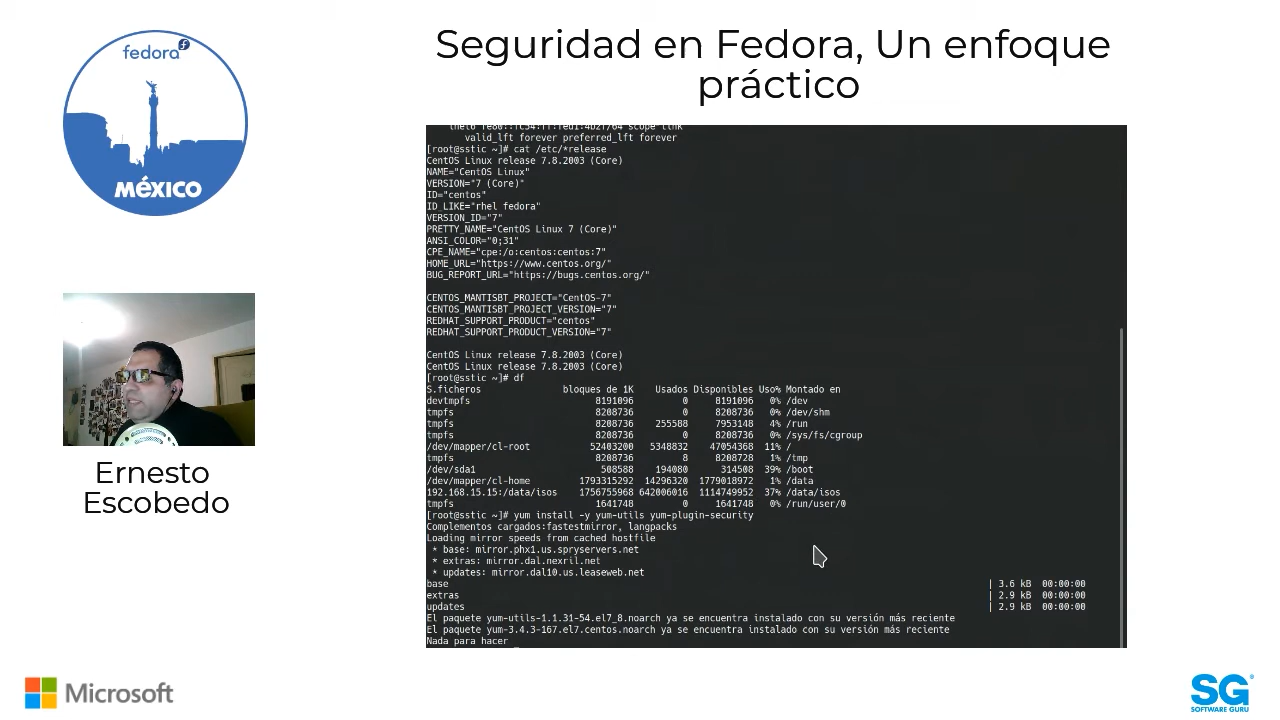 fedora
MÉXICO
Seguridad en Fedora, Un enfoque
práctico
valid_lft forever preferred_lft forever
[root@sstic ~]# cat /etc/*release
CentOS Linux release 7.8.2003 (Core)
NAME="CentOS Linux"
VERSION="7 (Core)"
ID="centos"
ID_LIKE="rhel fedora"
VERSION_ID="7"
PRETTY_NAME="CentOS Linux 7 (Core)"
ANSI_COLOR="0;31"
CPE_NAME="cpe:/o:centos:centos:7"
HOME_URL="https://www.centos.org/"
BUG_REPORT_URL="https://bugs.centos.org/"
CENTOS_MANTISBT_PROJECT="CentOS-7"
CENTOS_MANTISBT_PROJECT_VERSION="7"
REDHAT_SUPPORT_PRODUCT="centos"
REDHAT_SUPPORT_PRODUCT_VERSION="7"
CentOS Linux release 7.8.2003 (Core)
CentOS Linux release 7.8.2003 (Core)
[root@sstic ~]# df
S.ficheros bloques de 1K Usados Disponibles Uso% Montado en
devtmpfs 8191096 0 8191096 0% /dev
tmpfs 8208736 0 8208736 0% /dev/shm
tmpfs 8208736 255588 7953148 4% /run
tmpfs 8208736 0 8208736 0% /sys/fs/cgroup
/dev/mapper/cl-root 52403200 5348832 47054368 11% /
tmpfs 8208736 8 8208728 1% /tmp
/dev/sda1 508588 194080 314508 39% /boot
/dev/mapper/cl-home 1793315292 14296320 1779018972 1% /data
192.168.15.15:/data/isos 1756755968 642006016 1114749952 37% /data/isos
tmpfs 1641748 0 1641748 0% /run/user/0
[root@sstic ~]# yum install -y yum-utils yum-plugin-security
Complementos cargados:fastestmirror, langpacks
Loading mirror speeds from cached hostfile
* base: mirror.phx1.us.spryservers.net
* extras: mirror.dal.nexril.net
* updates: mirror.dal10.us.leaseweb.net
base | 3.6 kB 00:00:00
extras | 2.9 kB 00:00:00
updates | 2.9 kB 00:00:00
El paquete yum-utils-1.1.31-54.el7_8.noarch ya se encuentra instalado con su versión más reciente
El paquete yum-3.4.3-167.el7.centos.noarch ya se encuentra instalado con su versión más reciente
Nada para hacer
Ernesto
Escobedo
Microsoft
SG
SOFTWARE GURU